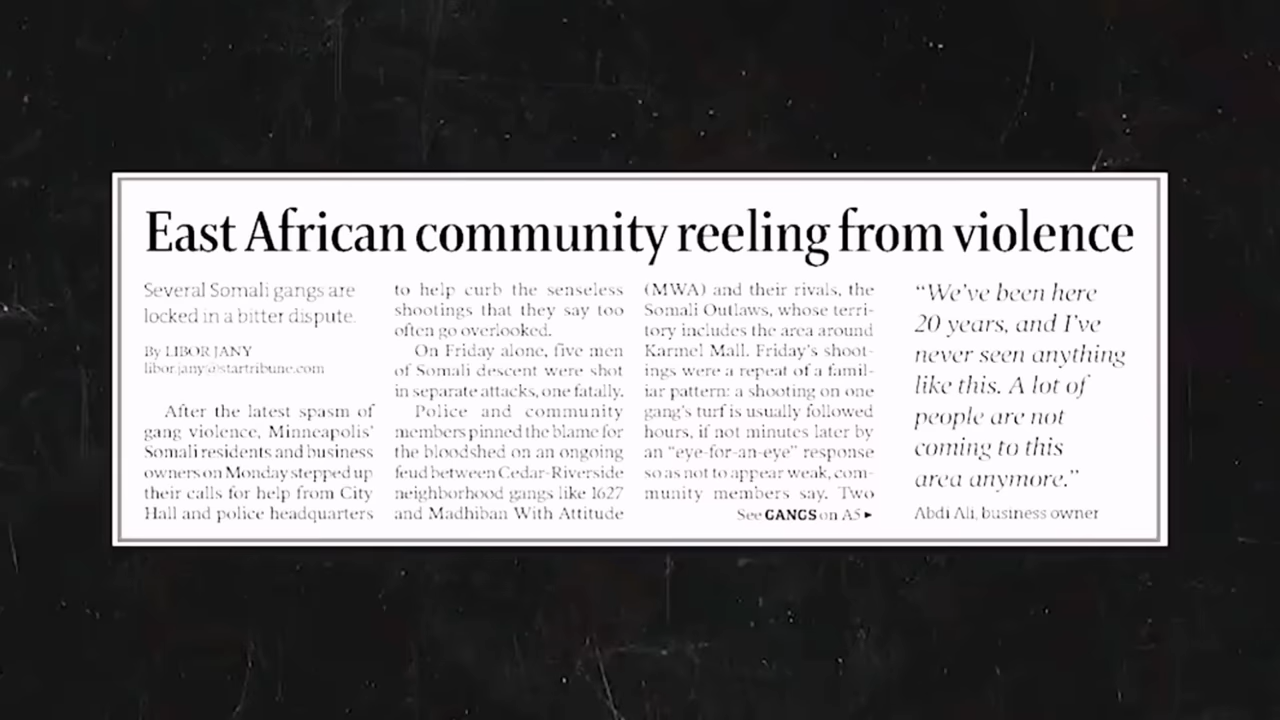 East African community reeling from violence
Several Somali gangs are
locked in a bitter dispute.
By LIBOR JANY
libor.jany@startribune.com
After the latest spasm of
gang violence, Minneapolis'
Somali residents and business
owners on Monday stepped up
their calls for help from City
Hall and police headquarters
to help curb the senseless
shootings that they say too
often go overlooked.
On Friday alone, five men
of Somali descent were shot
in separate attacks, one fatally.
Police and community
members pinned the blame for
the bloodshed on an ongoing
feud between Cedar-Riverside
neighborhood gangs like 1627
and Madhiban With Attitude
(MWA) and their rivals, the
Somali Outlaws, whose terri-
tory includes the area around
Karmel Mall. Friday's shoot-
ings were a repeat of a famil-
iar pattern: a shooting on one
gang's turf is usually followed
hours, if not minutes later by
an “eye-for-an-eye” response
so as not to appear weak, com-
munity members say. Two
See GANGS on A5 ►
“We've been here
20 years, and I've
never seen anything
like this. A lot of
people are not
coming to this
area anymore.”
Abdi Ali, business owner